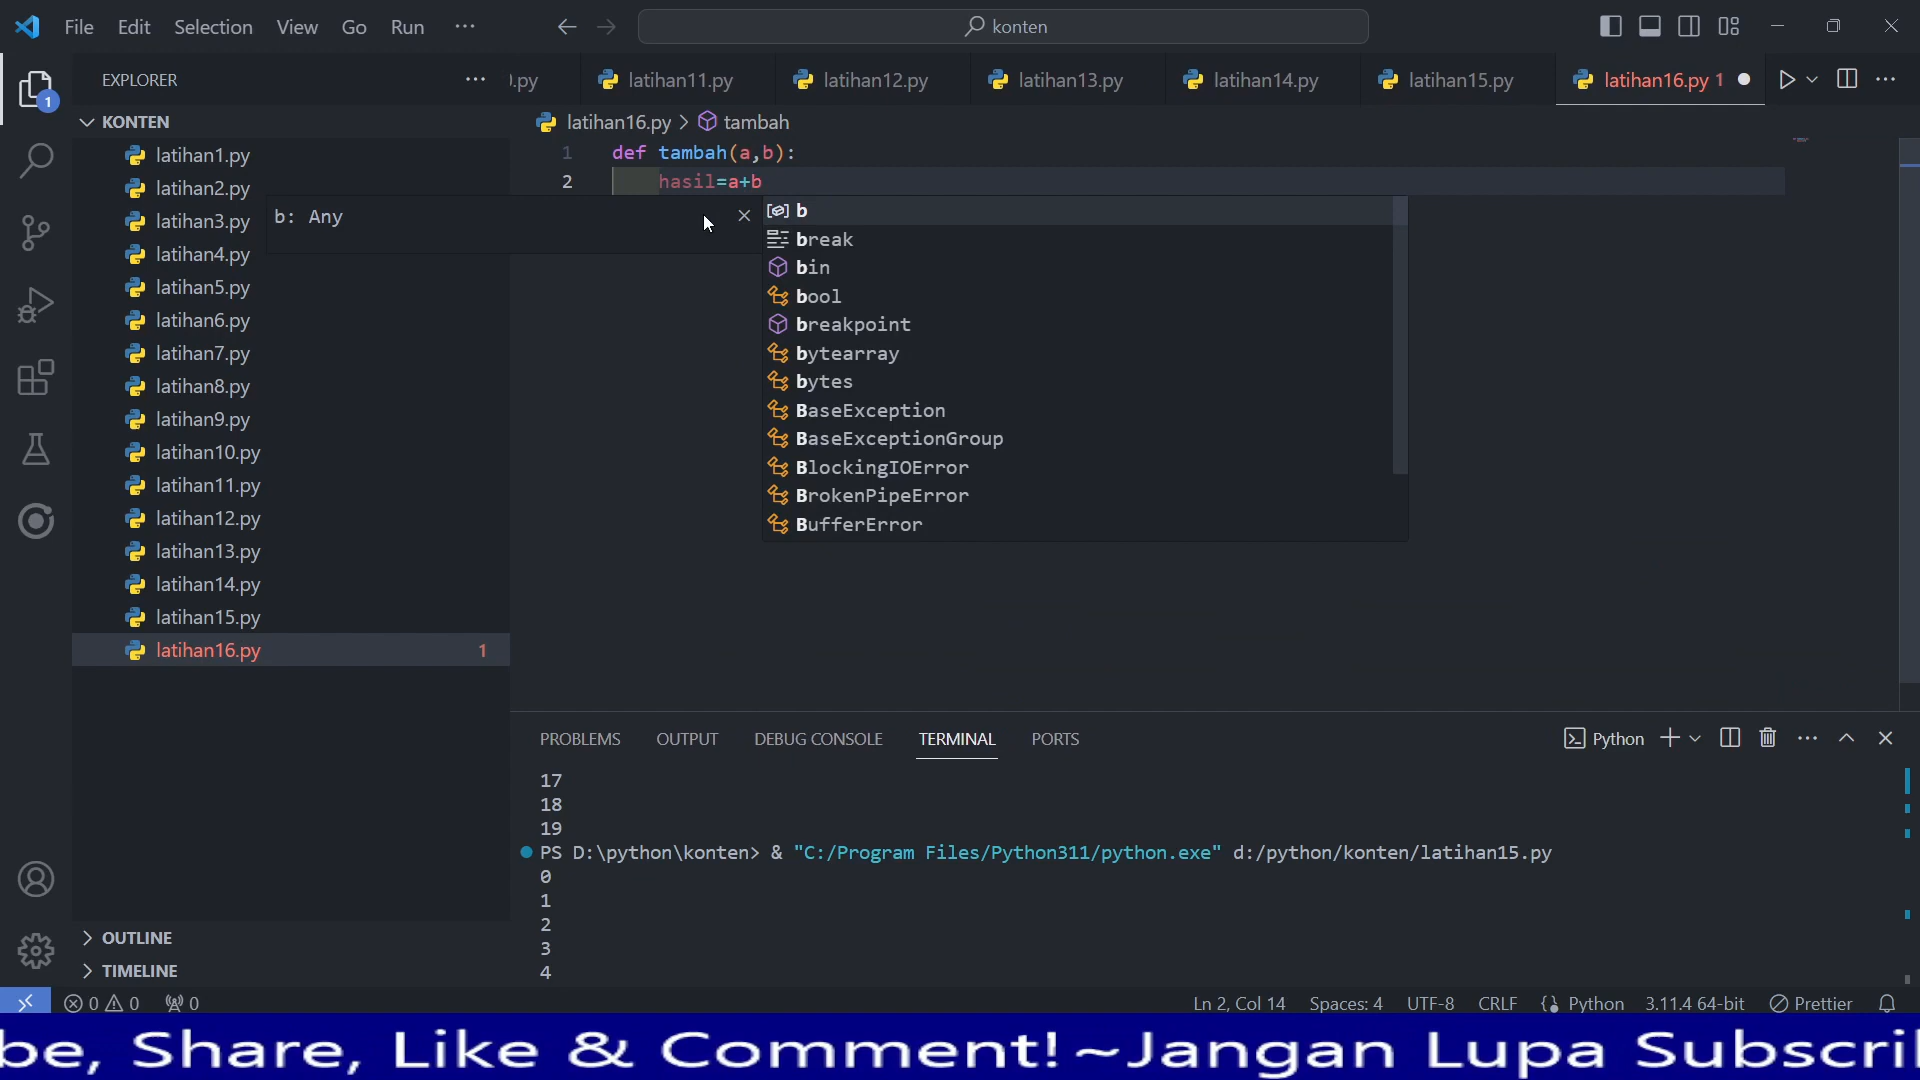 File Edit Selection View Go Run ··· konten
EXPLORER ··· ).py latihan11.py latihan12.py latihan13.py latihan14.py latihan15.py latihan16.py 1
KONTEN
latihan1.py
latihan2.py
latihan3.py
latihan4.py
latihan5.py
latihan6.py
latihan7.py
latihan8.py
latihan9.py
latihan10.py
latihan11.py
latihan12.py
latihan13.py
latihan14.py
latihan15.py
latihan16.py 1
OUTLINE
TIMELINE
1
latihan16.py > tambah
1 def tambah(a,b):
2 hasil=a+b
b: Any
b
break
bin
bool
breakpoint
bytearray
bytes
BaseException
BaseExceptionGroup
BlockingIOError
BrokenPipeError
BufferError
PROBLEMS OUTPUT DEBUG CONSOLE TERMINAL PORTS Python
17
18
19
PS D:\python\konten> & "C:/Program Files/Python311/python.exe" d:/python/konten/latihan15.py
0
1
2
3
4
0 0 0 Ln 2, Col 14 Spaces: 4 UTF-8 CRLF Python 3.11.4 64-bit Prettier
be, Share, Like & Comment! ~Jangan Lupa Subscri